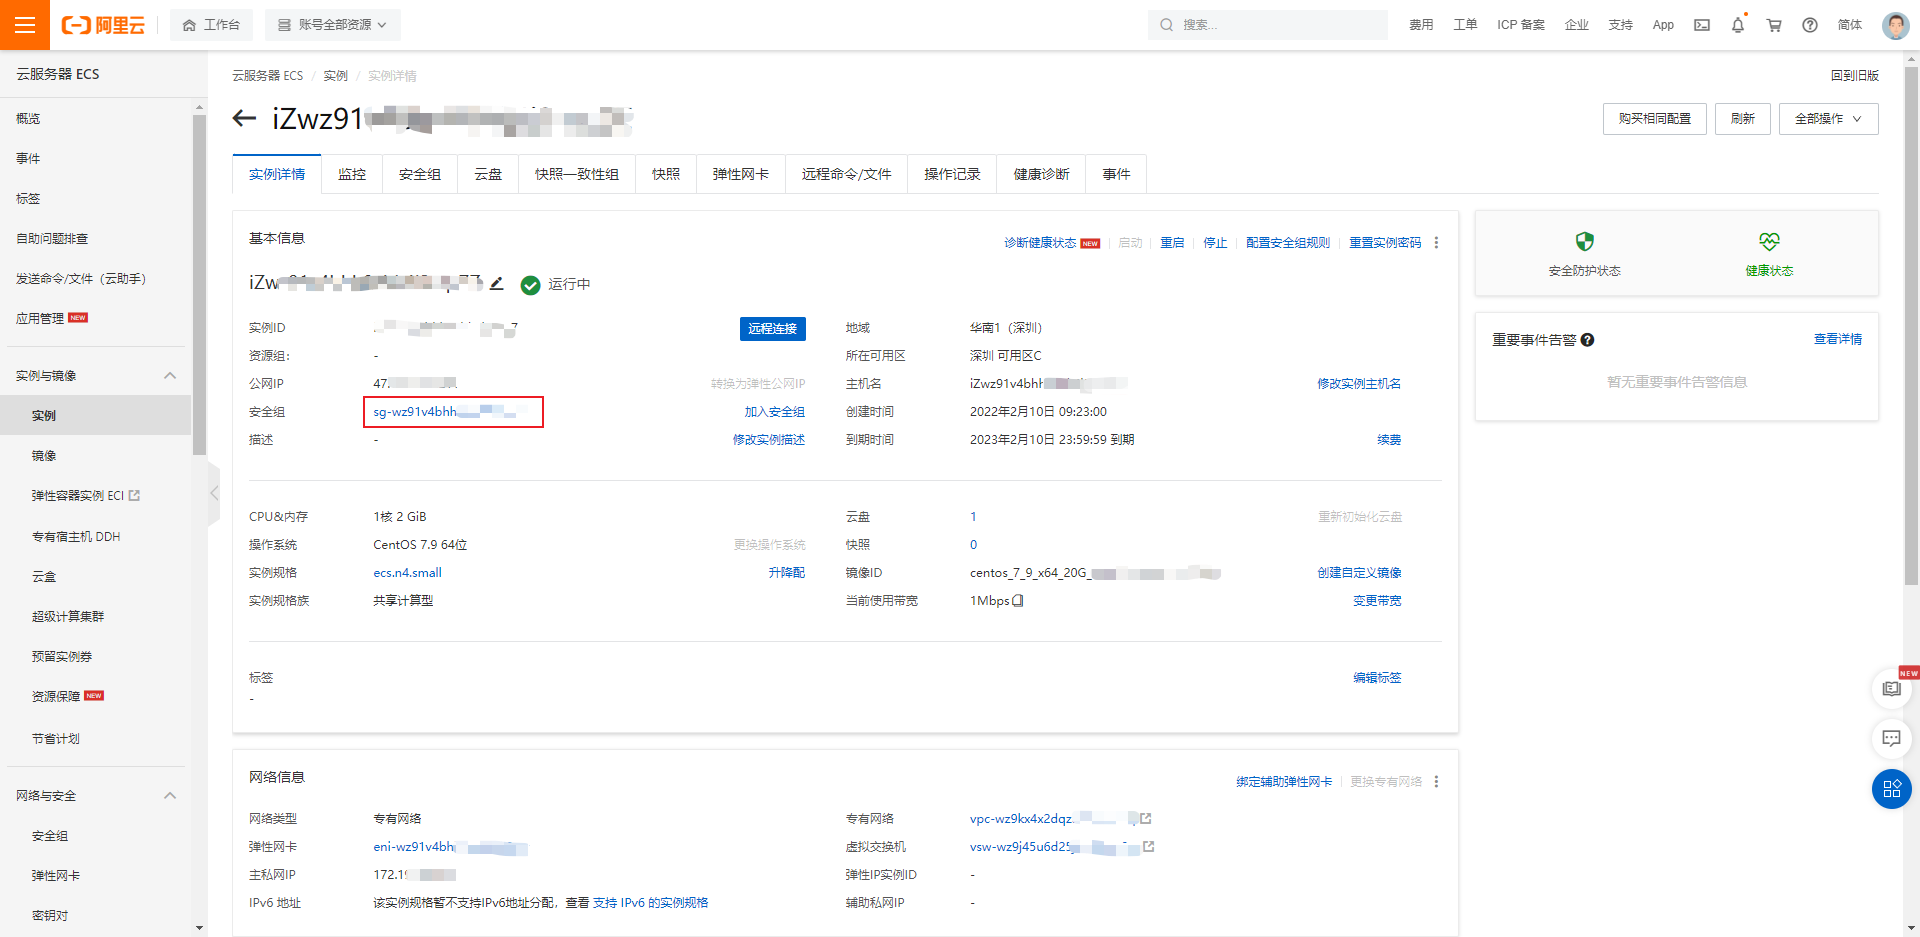 阿里云
工作台
账号全部资源
搜索...
费用
工单
ICP 备案
企业
支持
App
简体
云服务器 ECS
概览
事件
标签
自助问题排查
发送命令/文件（云助手）
应用管理 NEW
实例与镜像
实例
镜像
弹性容器实例 ECI
专有宿主机 DDH
云盒
超级计算集群
预留实例券
资源保障 NEW
节省计划
网络与安全
安全组
弹性网卡
密钥对
云服务器 ECS / 实例 / 实例详情
回到旧版
iZwz91
购买相同配置
刷新
全部操作
实例详情
监控
安全组
云盘
快照一致性组
快照
弹性网卡
远程命令/文件
操作记录
健康诊断
事件
基本信息
诊断健康状态 NEW
启动
重启
停止
配置安全组规则
重置实例密码
iZw
运行中
实例ID
7
远程连接
地域
华南1（深圳）
资源组:
-
所在可用区
深圳 可用区C
公网IP
47.
转换为弹性公网IP
主机名
iZwz91v4bhh
修改实例主机名
安全组
sg-wz91v4bhh
加入安全组
创建时间
2022年2月10日 09:23:00
描述
-
修改实例描述
到期时间
2023年2月10日 23:59:59 到期
续费
CPU&内存
1核 2 GiB
云盘
1
重新初始化云盘
操作系统
CentOS 7.9 64位
更换操作系统
快照
0
实例规格
ecs.n4.small
升降配
镜像ID
centos_7_9_x64_20G_
创建自定义镜像
实例规格族
共享计算型
当前使用带宽
1Mbps
变更带宽
标签
-
编辑标签
网络信息
绑定辅助弹性网卡
更换专有网络
网络类型
专有网络
专有网络
vpc-wz9kx4x2dqz
弹性网卡
eni-wz91v4bh
虚拟交换机
vsw-wz9j45u6d25
主私网IP
172.19
弹性IP实例ID
-
IPv6 地址
该实例规格暂不支持IPv6地址分配，查看 支持 IPv6 的实例规格
辅助私网IP
-
安全防护状态
健康状态
重要事件告警
查看详情
暂无重要事件告警信息
NEW